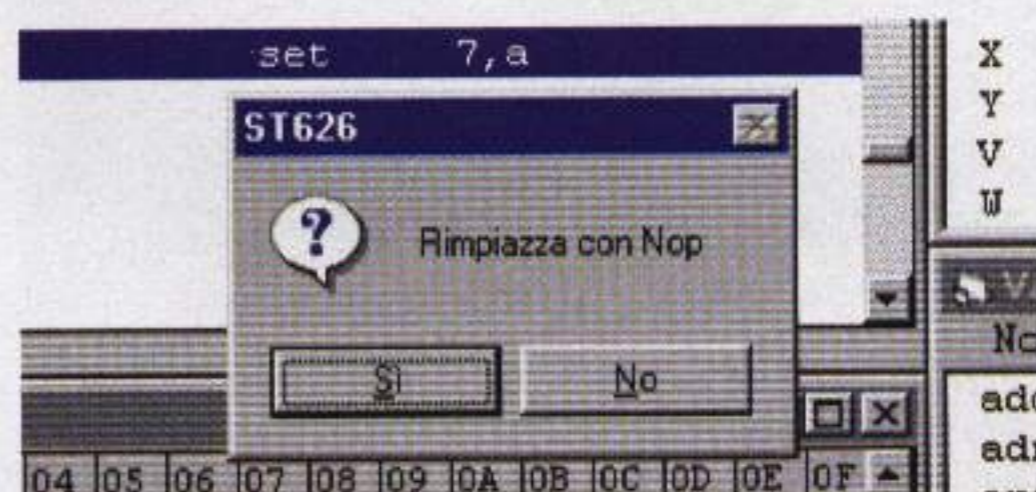 set 7,a
ST626
Rimpiazza con Nop
Sì No
04 05 06 07 08 09 0A 0B 0C 0D 0E 0F
X
Y
V
W